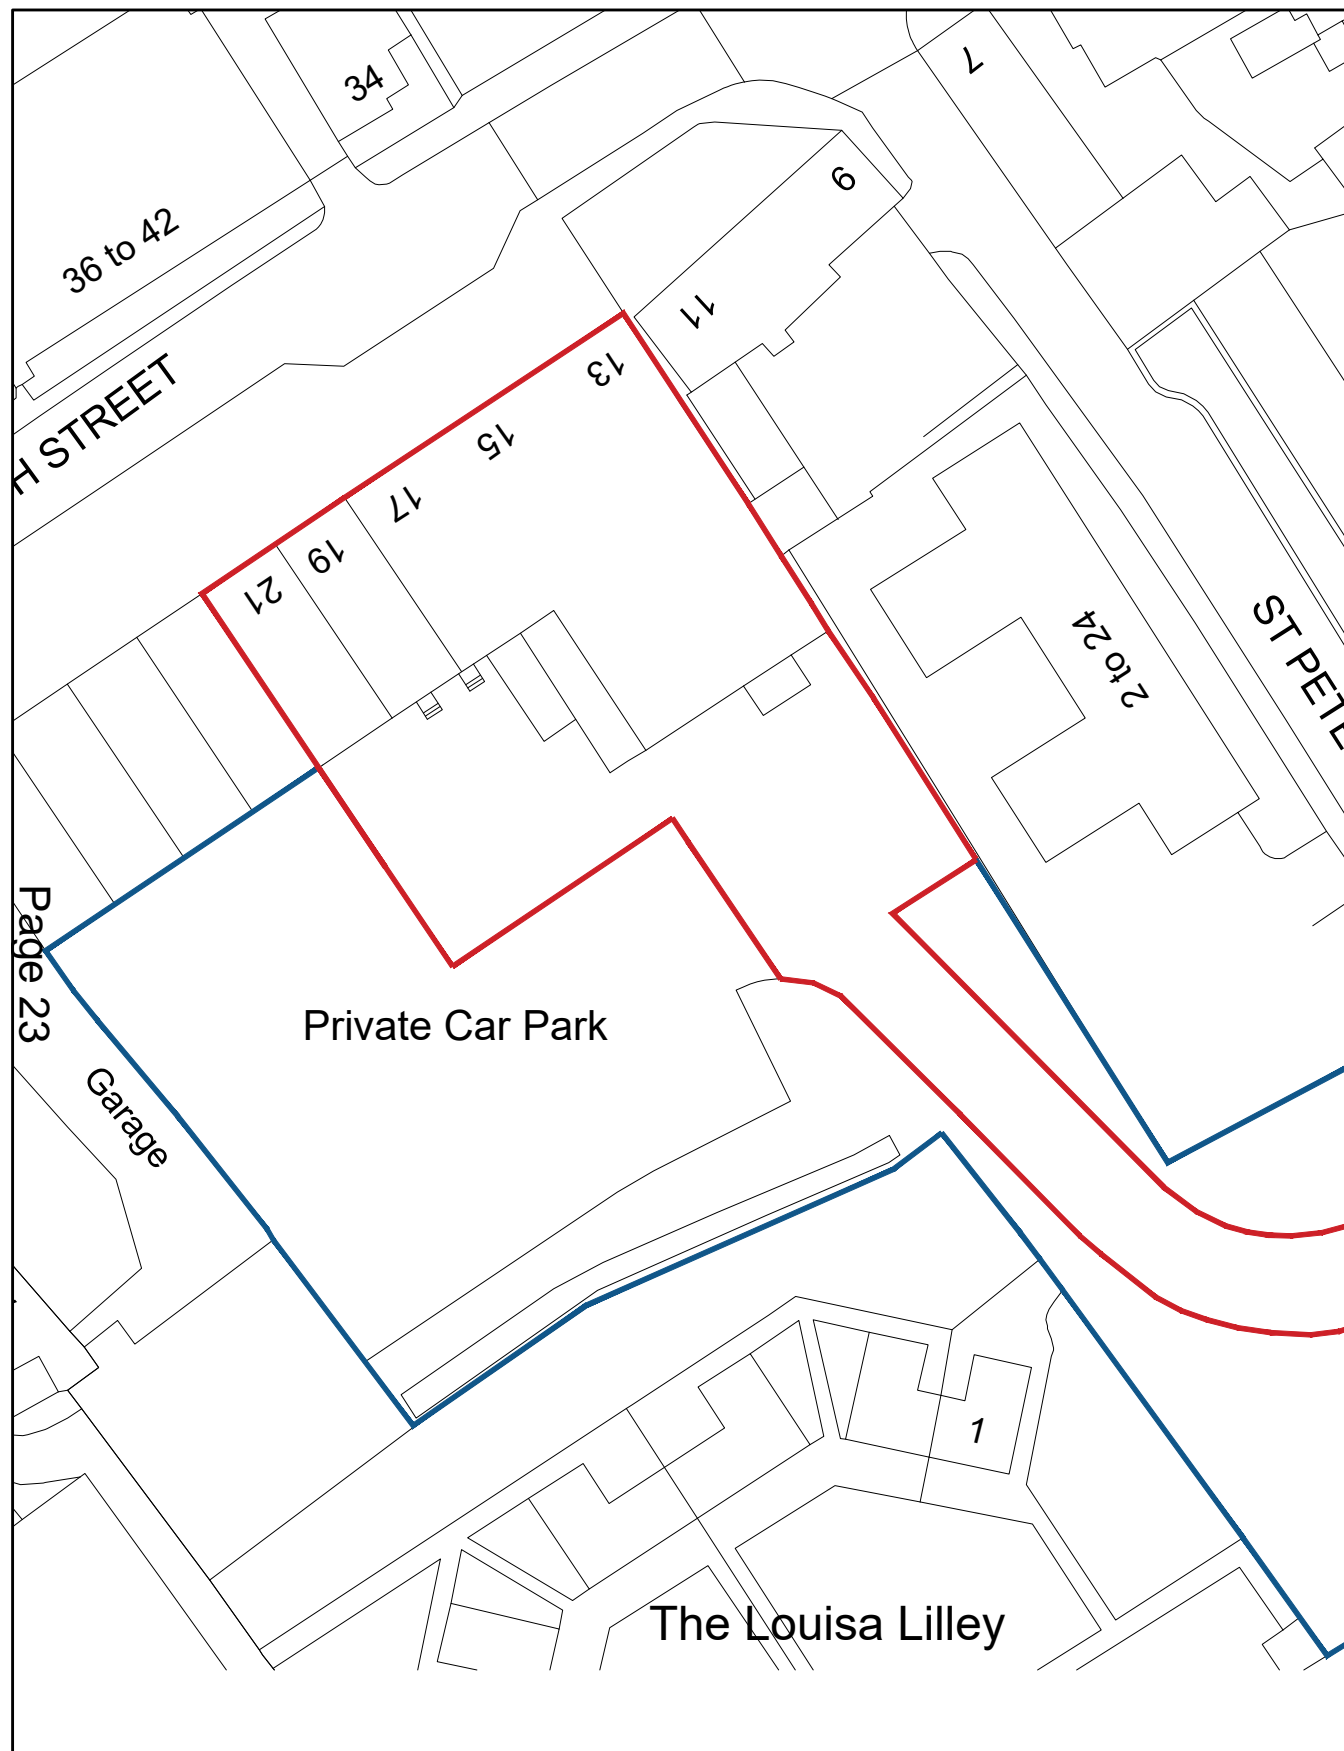 34
7
9
36 to 42
11
13
H STREET
15
17
19
21
2 to 24
ST PETE
Page 23
Private Car Park
Garage
1
The Louisa Lilley